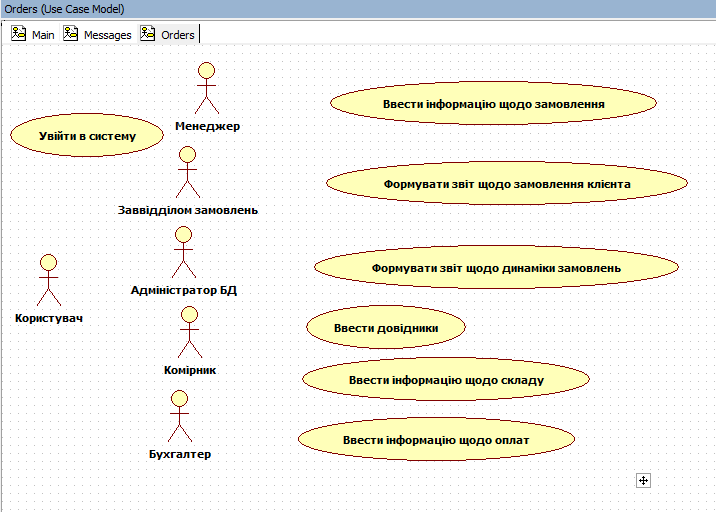 Orders (Use Case Model)
Main Messages Orders
Менеджер
Ввести інформацію щодо замовлення
Увійти в систему
Заввідділом замовлень
Формувати звіт щодо замовлення клієнта
Адміністратор БД
Формувати звіт щодо динаміки замовлень
Користувач
Ввести довідники
Комірник
Ввести інформацію щодо складу
Бухгалтер
Ввести інформацію щодо оплат